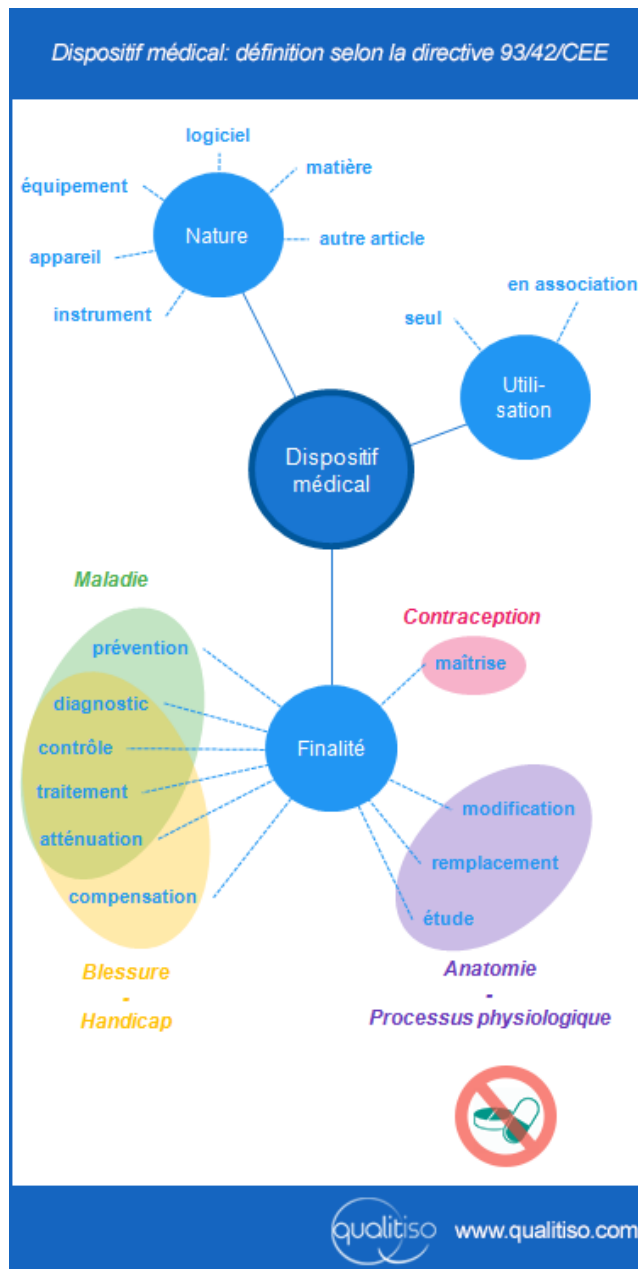 Dispositif médical: définition selon la directive 93/42/CEE
logiciel
matière
équipement
Nature
autre article
appareil
instrument
en association
seul
Utili-
sation
Dispositif
médical
Maladie
Contraception
prévention
maîtrise
diagnostic
contrôle
Finalité
traitement
modification
atténuation
remplacement
compensation
étude
Blessure
-
Handicap
Anatomie
-
Processus physiologique
qualitiso
www.qualitiso.com